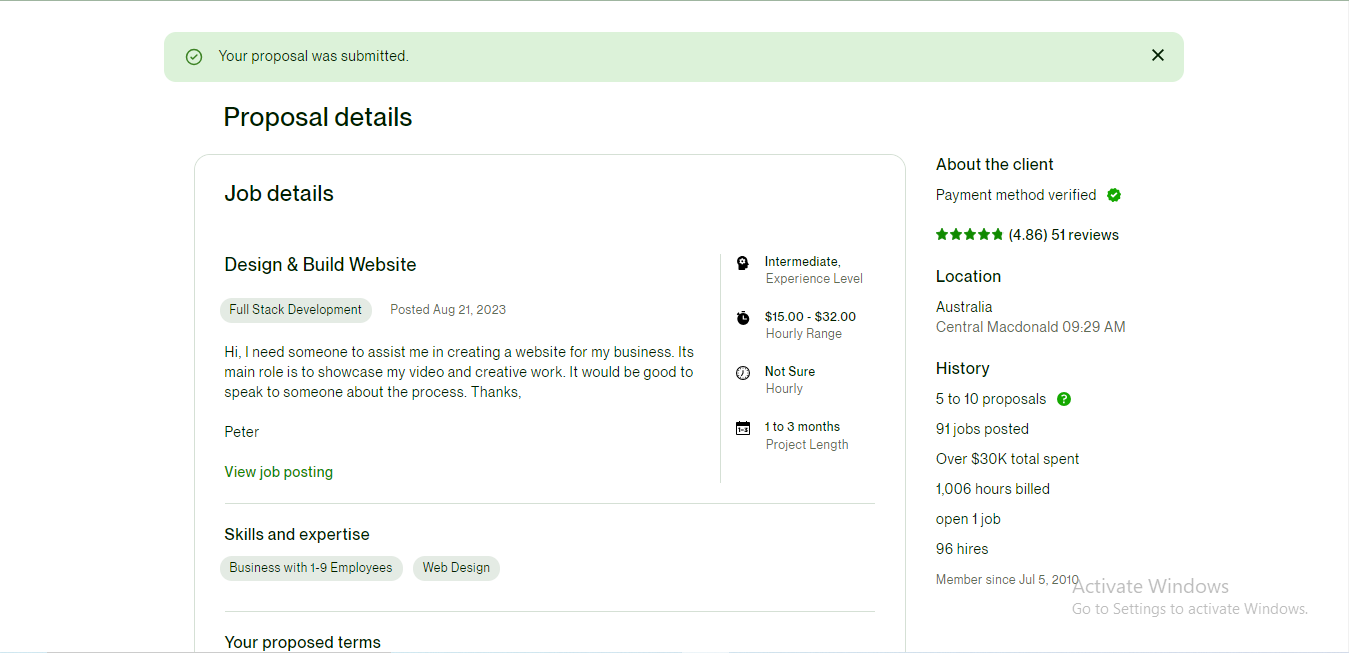 Your proposal was submitted.
Proposal details
Job details
Design & Build Website
Full Stack Development
Posted Aug 21, 2023
Hi, I need someone to assist me in creating a website for my business. Its
main role is to showcase my video and creative work. It would be good to
speak to someone about the process. Thanks,
Peter
View job posting
Intermediate,
Experience Level
$15.00 - $32.00
Hourly Range
Not Sure
Hourly
1-3
1 to 3 months
Project Length
Skills and expertise
Business with 1-9 Employees
Web Design
Your proposed terms
About the client
Payment method verified
(4.86) 51 reviews
Location
Australia
Central Macdonald 09:29 AM
History
5 to 10 proposals
?
91 jobs posted
Over $30K total spent
1,006 hours billed
open 1 job
96 hires
Member since Jul 5, 2010
Activate Windows
Go to Settings to activate Windows.